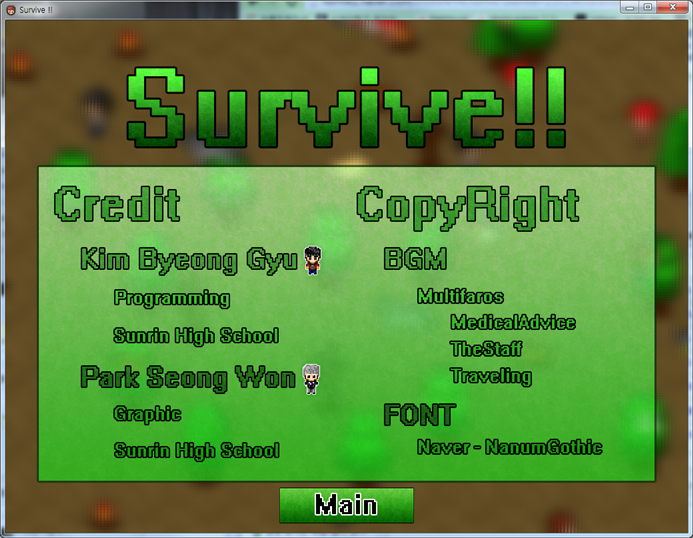 Survive !!
Survive!!
Credit
Kim Byeong Gyu
Programming
Sunrin High School
Park Seong Won
Graphic
Sunrin High School
CopyRight
BGM
Multifaros
MedicalAdvice
TheStaff
Traveling
FONT
Naver - NanumGothic
Main